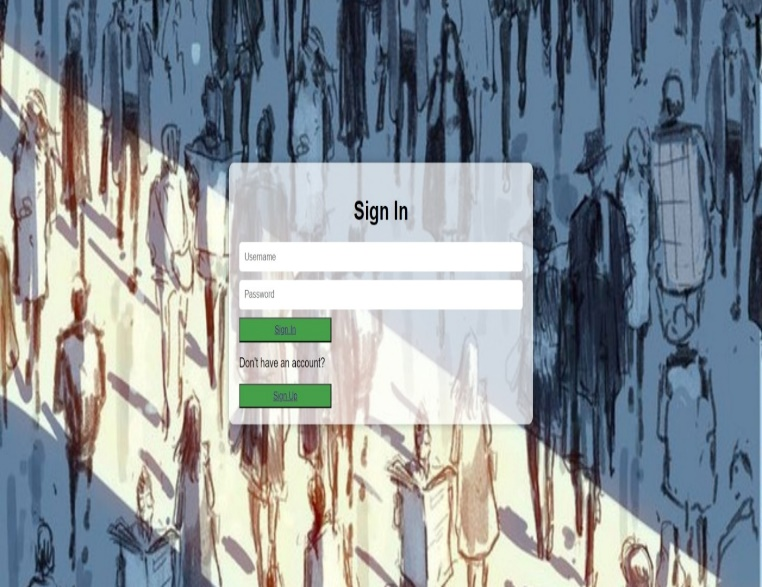 Sign In
Username
Password
Sign In
Don't have an account?
Sign Up